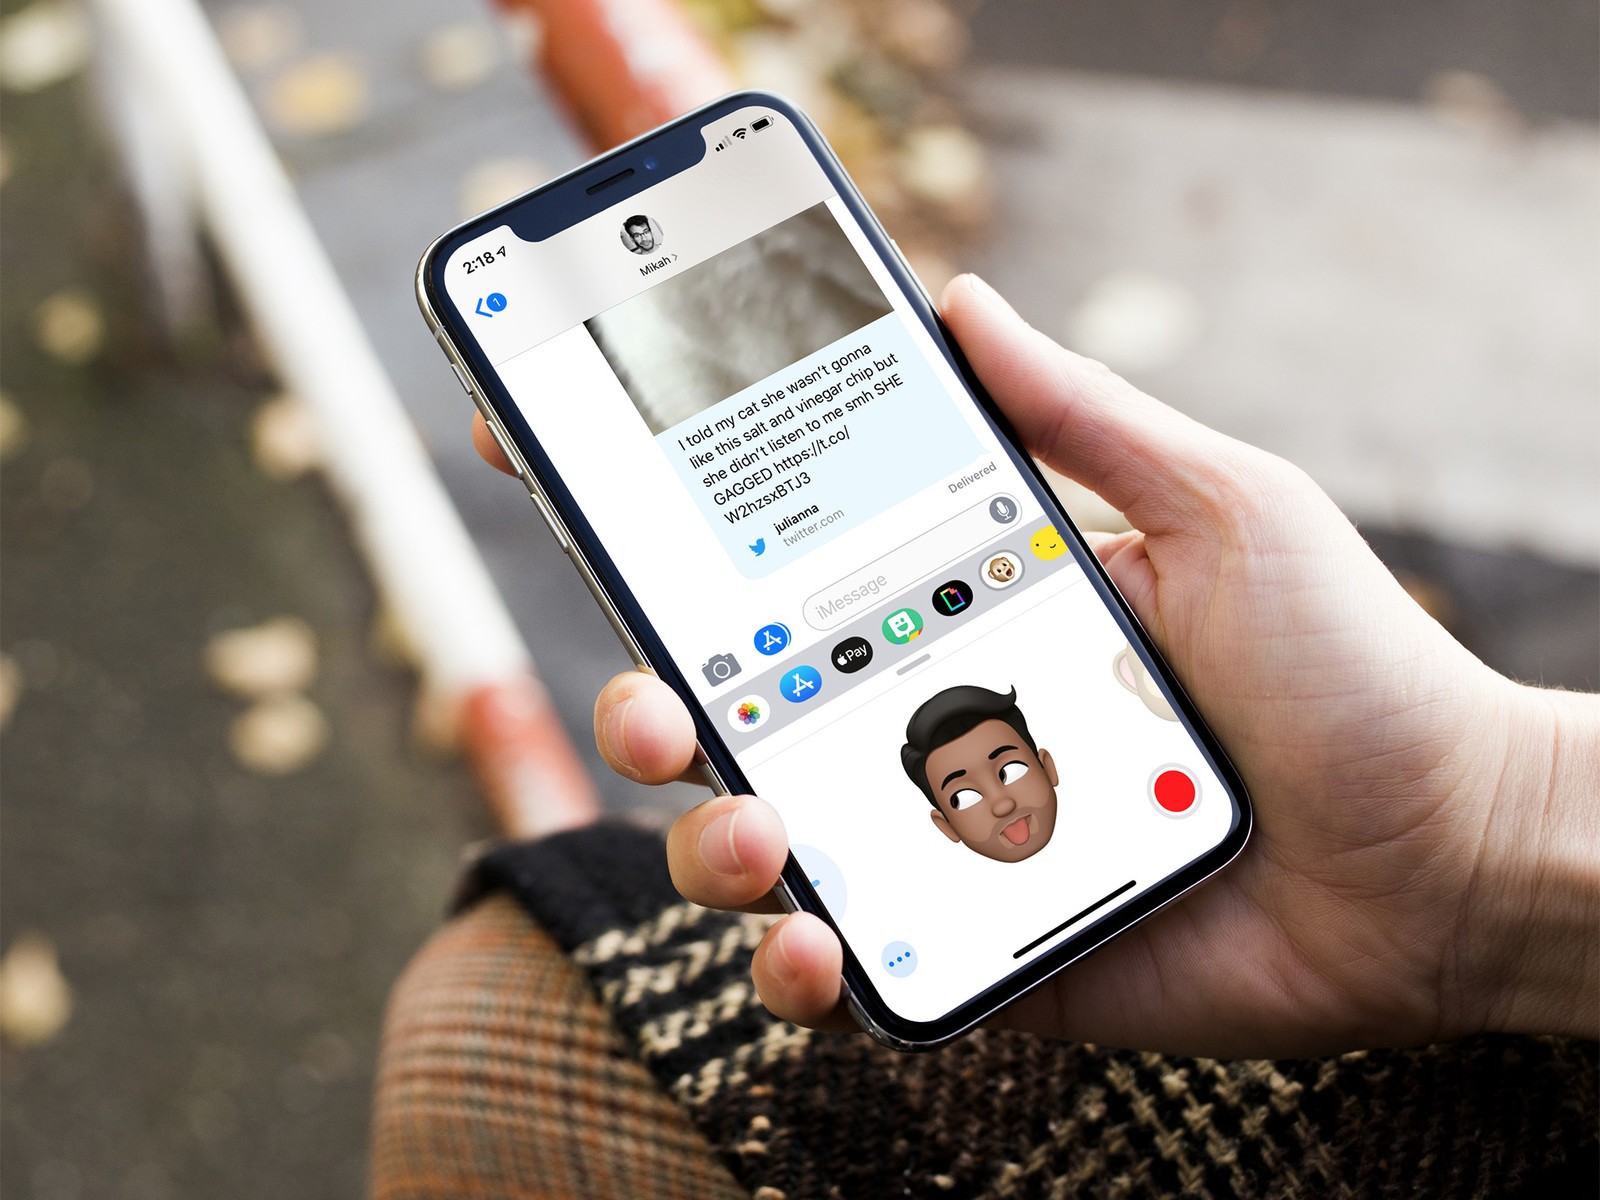 2:18
1
Mikah
I told my cat she wasn't gonna
like this salt and vinegar chip but
she didn't listen to me smh SHE
GAGGED https://t.co/
W2hzsxBTJ3
julianna
twitter.com
Delivered
iMessage
Pay